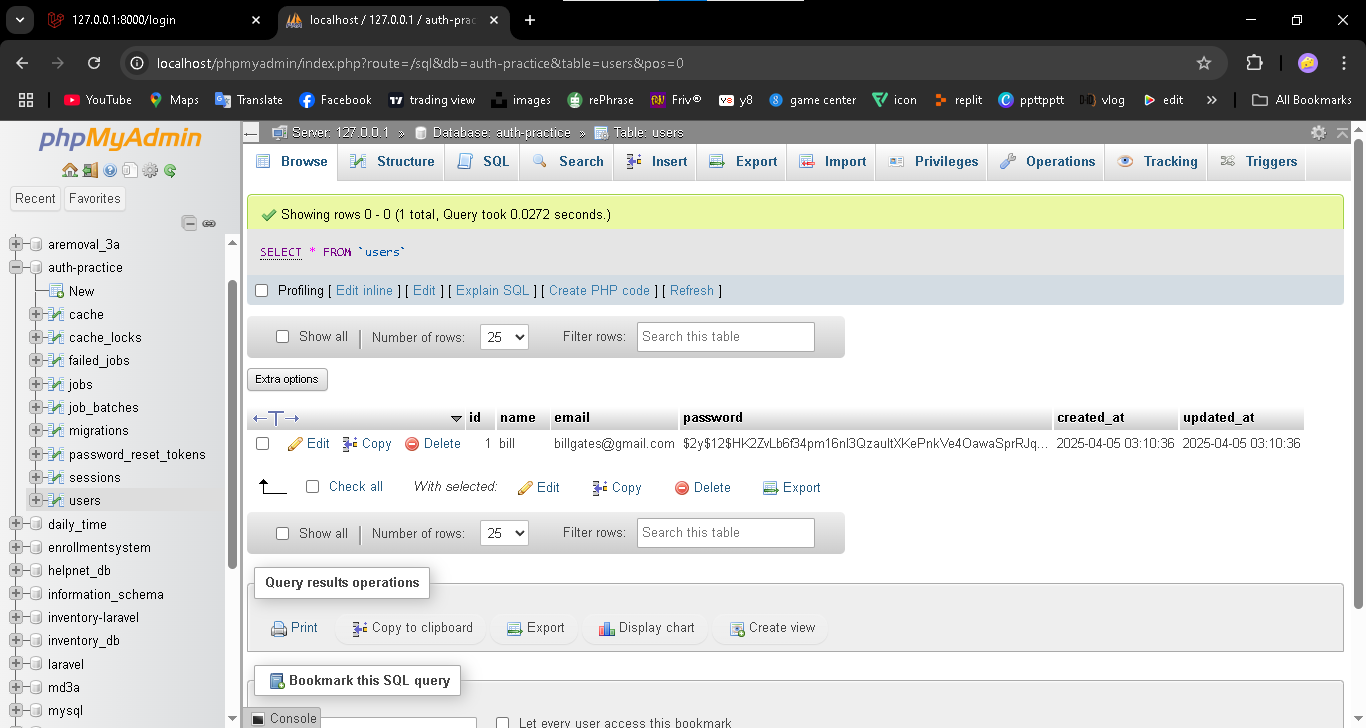 127.0.0.1:8000/login
localhost / 127.0.0.1 / auth-prac
localhost/phpmyadmin/index.php?route=/sql&db=auth-practice&table=users&pos=0
YouTube Maps Translate Facebook trading view images rePhrase Friv® y8 game center icon replit ppttpptt vlog edit » All Bookmarks
phpMyAdmin
Recent Favorites
aremoval_3a
auth-practice
New
cache
cache_locks
failed_jobs
jobs
job_batches
migrations
password_reset_tokens
sessions
users
daily_time
enrollmentsystem
helpnet_db
information_schema
inventory-laravel
inventory_db
laravel
md3a
mysql
Server: 127.0.0.1 » Database: auth-practice » Table: users
Browse Structure SQL Search Insert Export Import Privileges Operations Tracking Triggers
Showing rows 0 - 0 (1 total, Query took 0.0272 seconds.)
SELECT * FROM `users`
Profiling [ Edit inline ] [ Edit ] [ Explain SQL ] [ Create PHP code ] [ Refresh ]
Show all Number of rows: 25 Filter rows: Search this table
Extra options
id name email password created_at updated_at
Edit Copy Delete 1 bill billgates@gmail.com $2y$12$HK2ZvLb6f34pm16nI3QzauItXKePnkVe4OawaSprRJq... 2025-04-05 03:10:36 2025-04-05 03:10:36
Check all With selected: Edit Copy Delete Export
Show all Number of rows: 25 Filter rows: Search this table
Query results operations
Print Copy to clipboard Export Display chart Create view
Bookmark this SQL query
Console Let every user access this bookmark